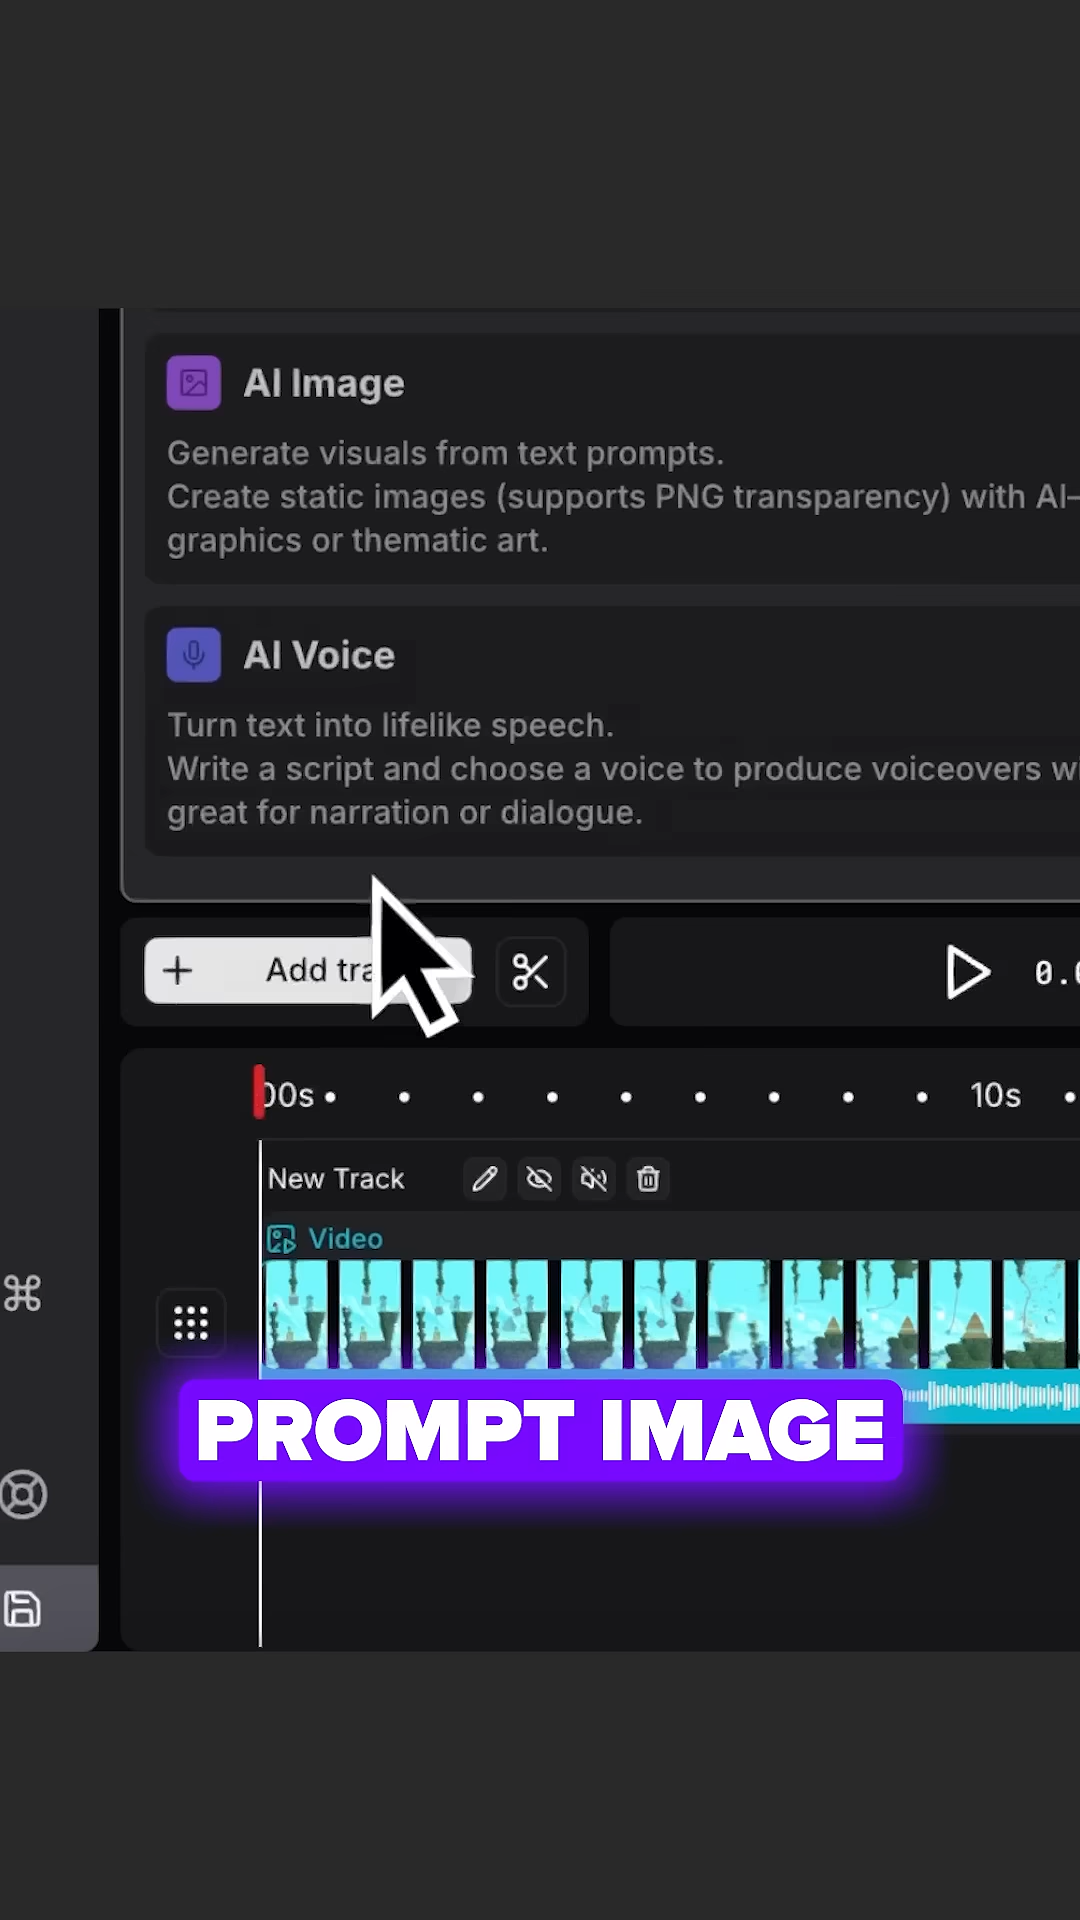 AI Image
Generate visuals from text prompts.
Create static images (supports PNG transparency) with AI–
graphics or thematic art.
AI Voice
Turn text into lifelike speech.
Write a script and choose a voice to produce voiceovers
great for narration or dialogue.
Add
00s
10s
New Track
Video
PROMPT IMAGE